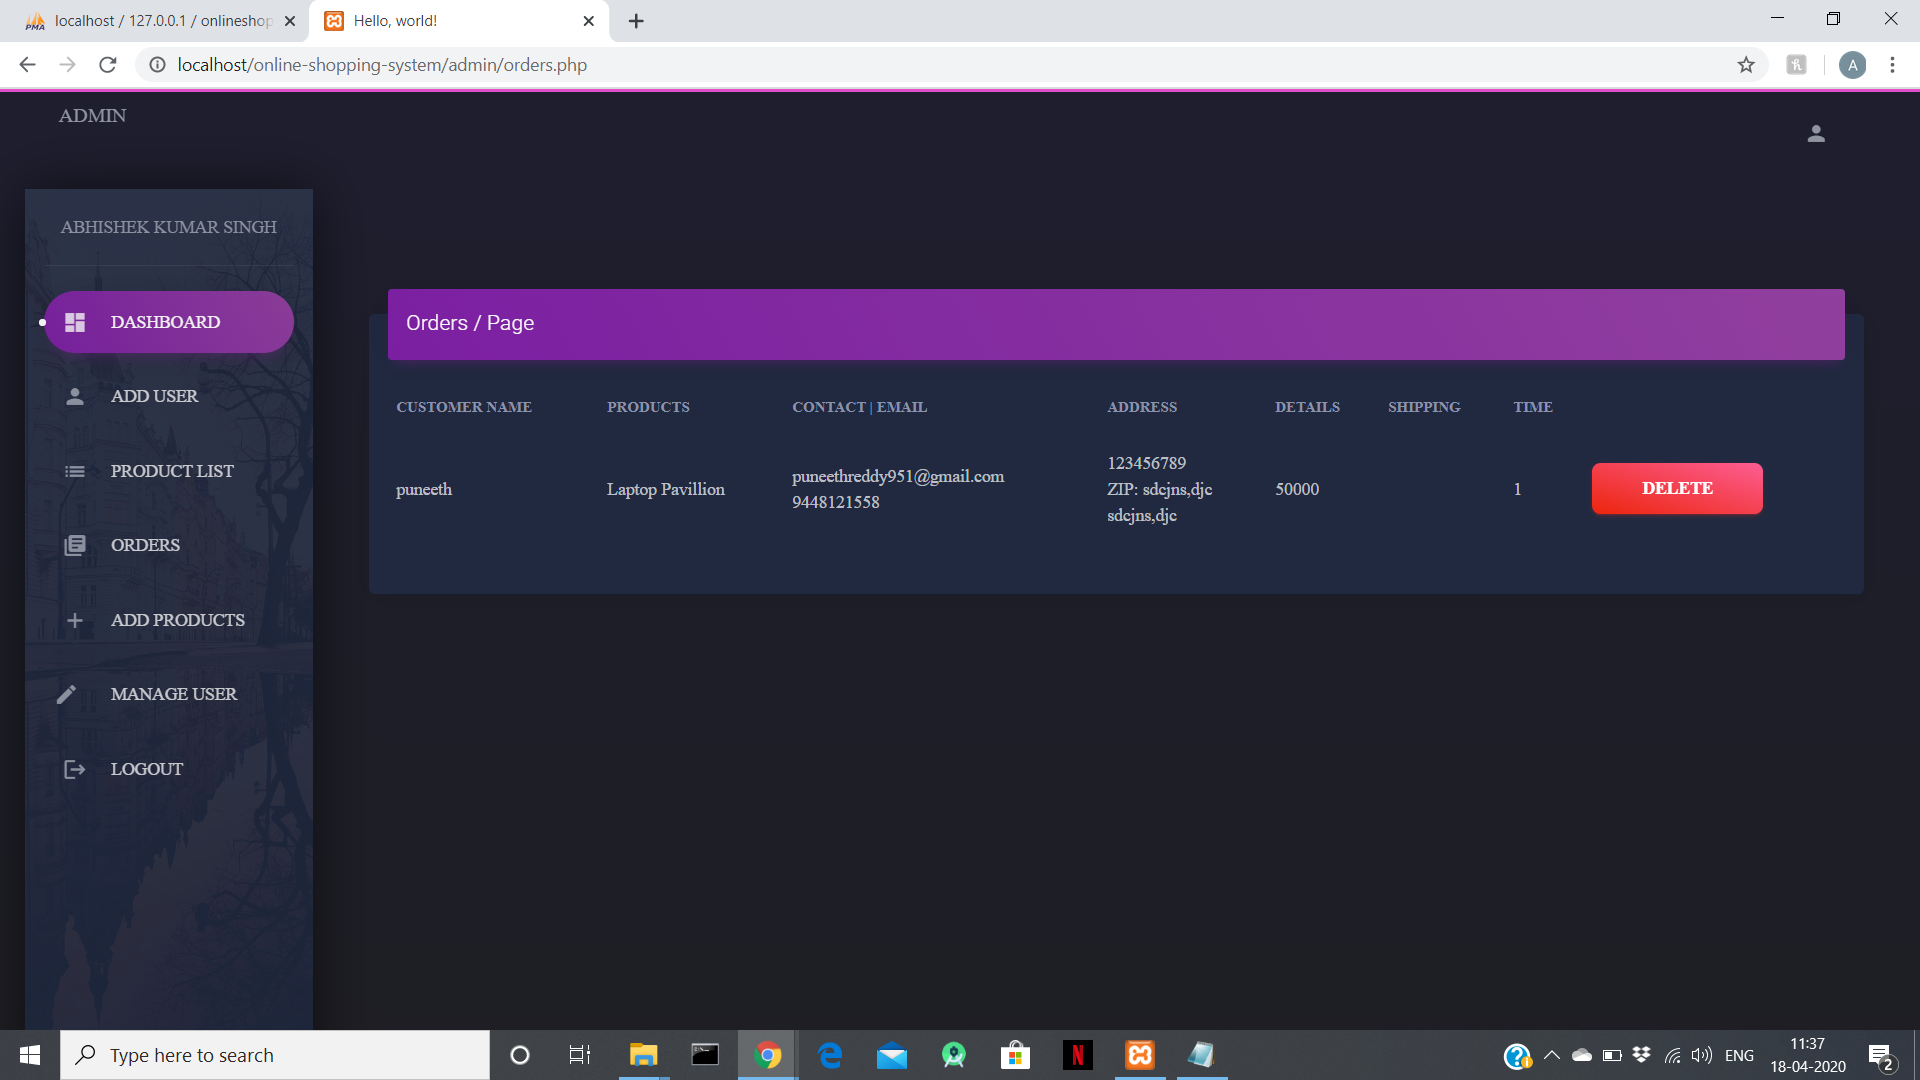 localhost / 127.0.0.1 / onlineshop
Hello, world!
localhost/online-shopping-system/admin/orders.php
A
ADMIN
ABHISHEK KUMAR SINGH
DASHBOARD
ADD USER
PRODUCT LIST
ORDERS
ADD PRODUCTS
MANAGE USER
LOGOUT
Orders / Page
CUSTOMER NAME PRODUCTS CONTACT | EMAIL ADDRESS DETAILS SHIPPING TIME
puneeth Laptop Pavillion
puneethreddy951@gmail.com
9448121558
123456789
ZIP: sdcjns,djc
sdcjns,djc
50000 1 DELETE
Type here to search
N
ENG
11:37
18-04-2020
2